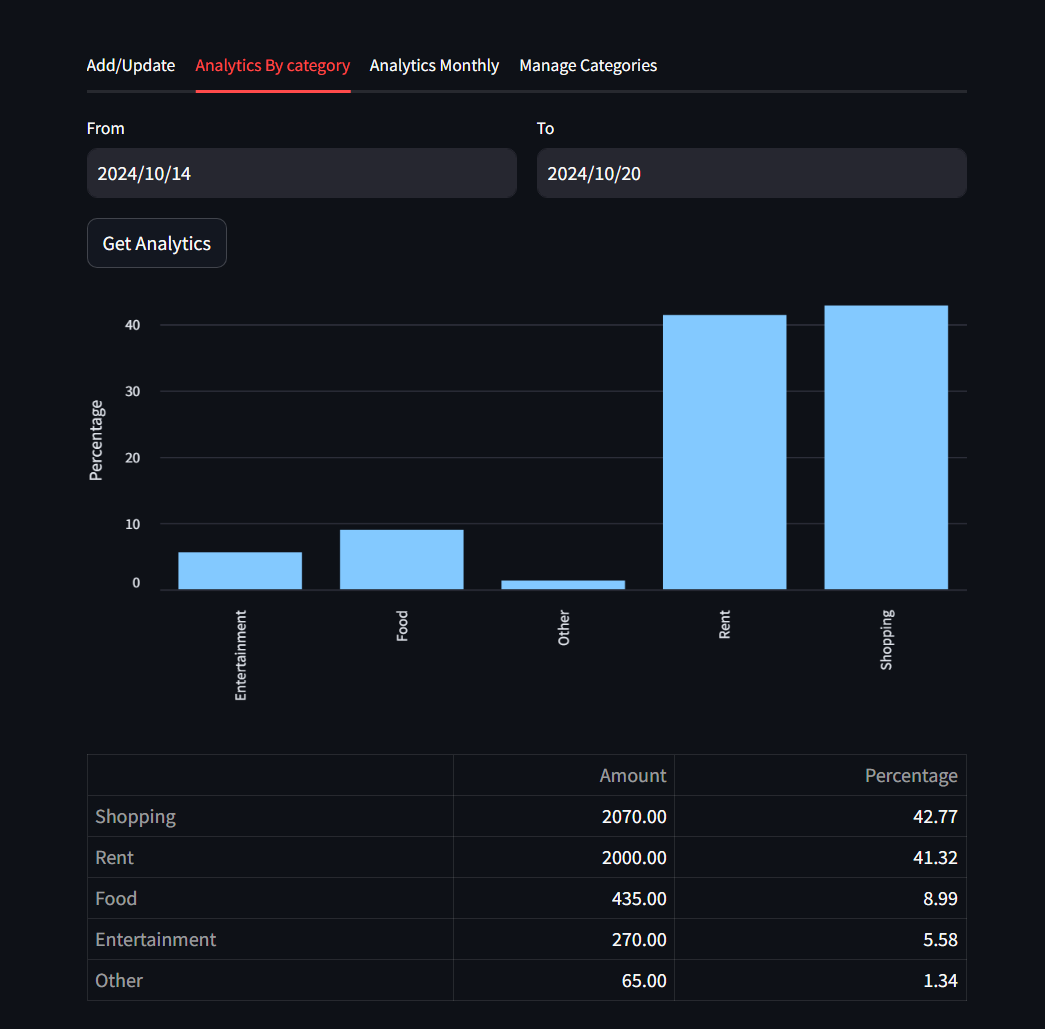 Add/Update Analytics By category Analytics Monthly Manage Categories
From To
2024/10/14 2024/10/20
Get Analytics
40
30
20
10
0
Percentage
Entertainment Food Other Rent Shopping
Amount Percentage
Shopping 2070.00 42.77
Rent 2000.00 41.32
Food 435.00 8.99
Entertainment 270.00 5.58
Other 65.00 1.34